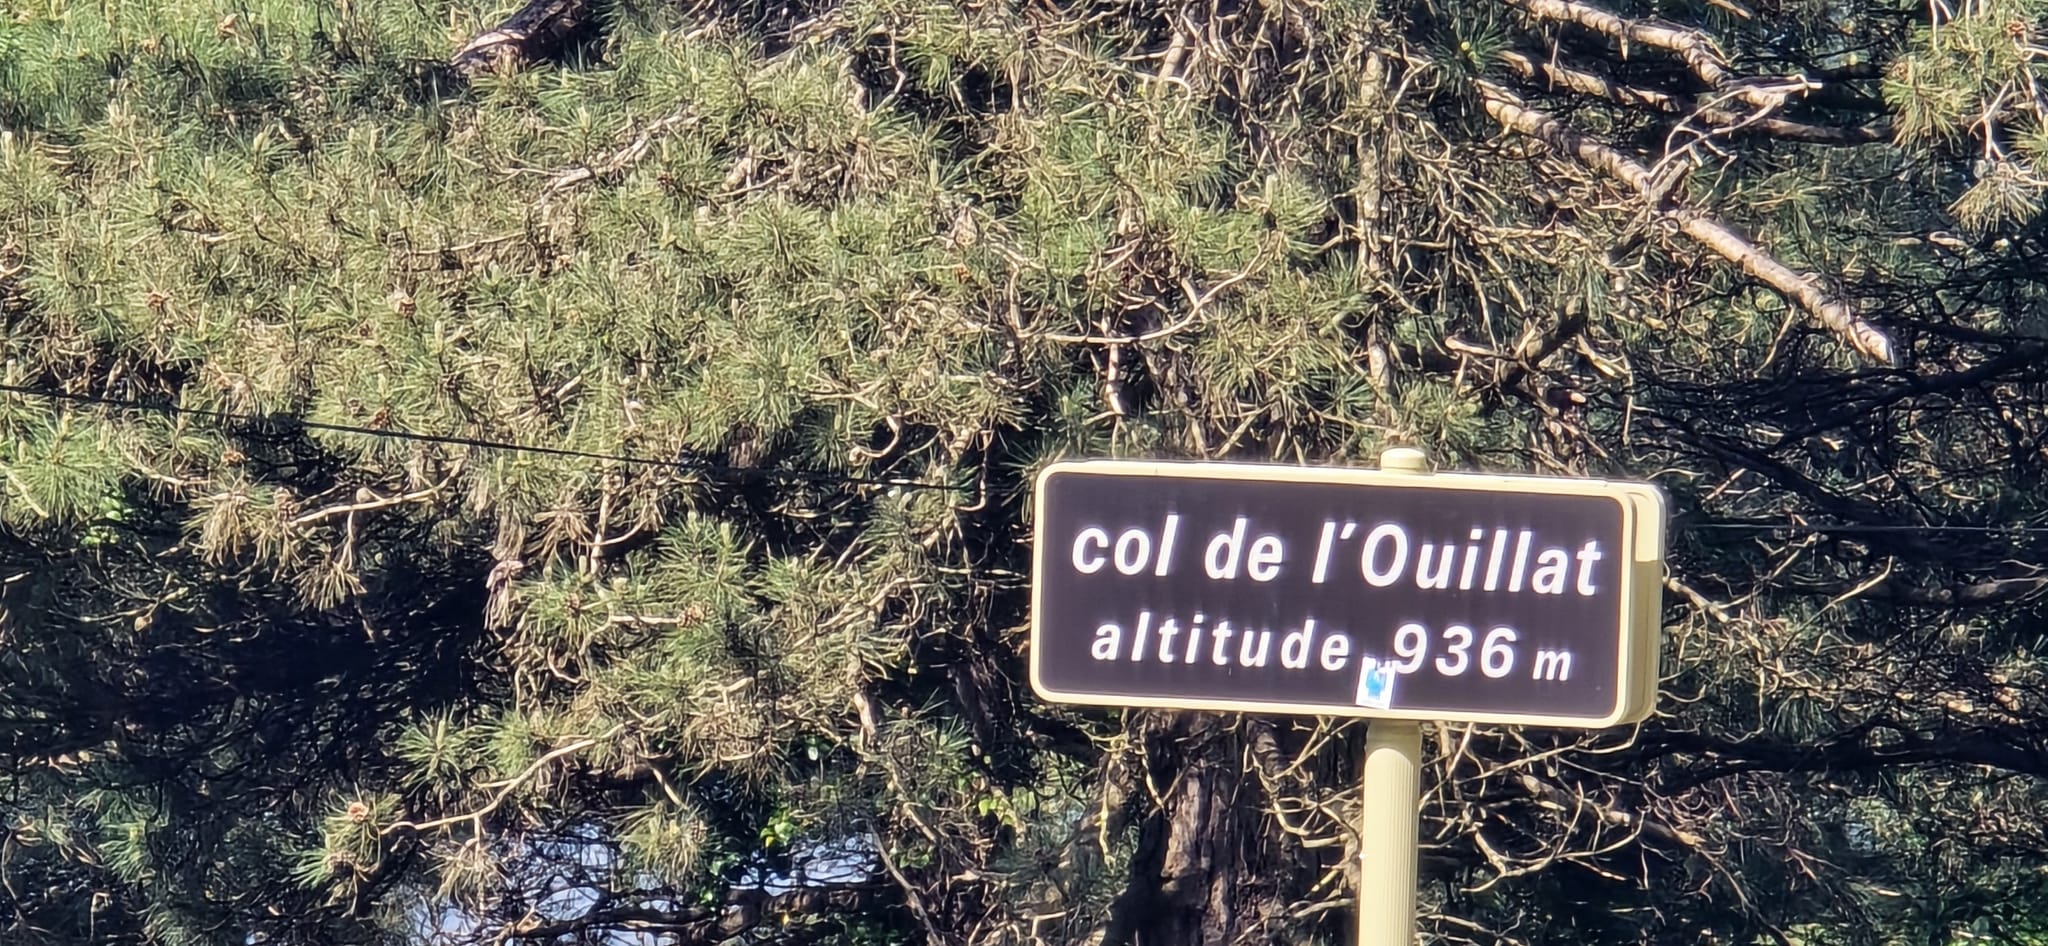 col de l'Ouillat
altitude 936 m